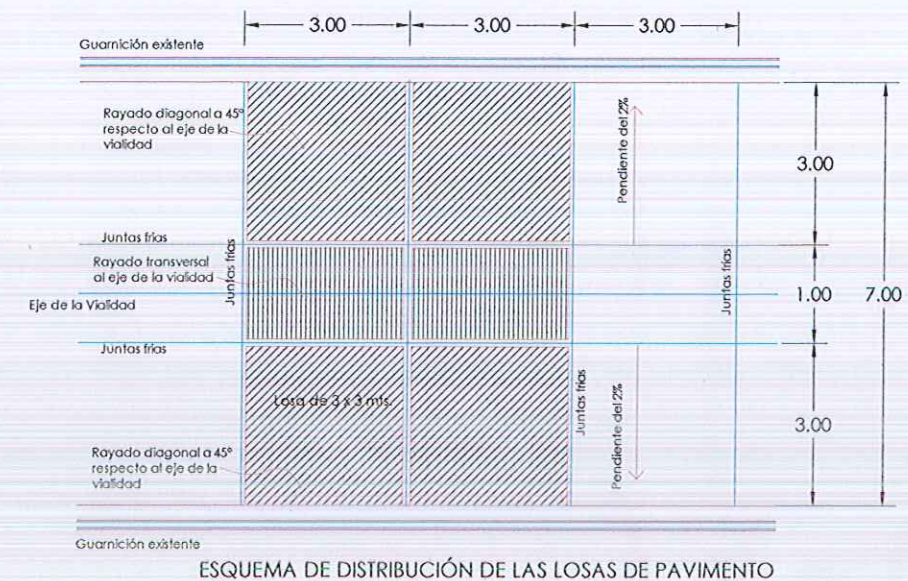 3.00
3.00
3.00
Guarnición existente
Rayado diagonal a 45°
respecto al eje de la
vialidad
Pendiente del 2%
3.00
Juntas frías
Juntas frías
Rayado transversal
al eje de la vialidad
Juntas frías
Eje de la Vialidad
1.00
7.00
Juntas frías
Losa de 3 x 3 mts.
Juntas frías
Pendiente del 2%
3.00
Rayado diagonal a 45°
respecto al eje de la
vialidad
Guarnición existente
ESQUEMA DE DISTRIBUCIÓN DE LAS LOSAS DE PAVIMENTO